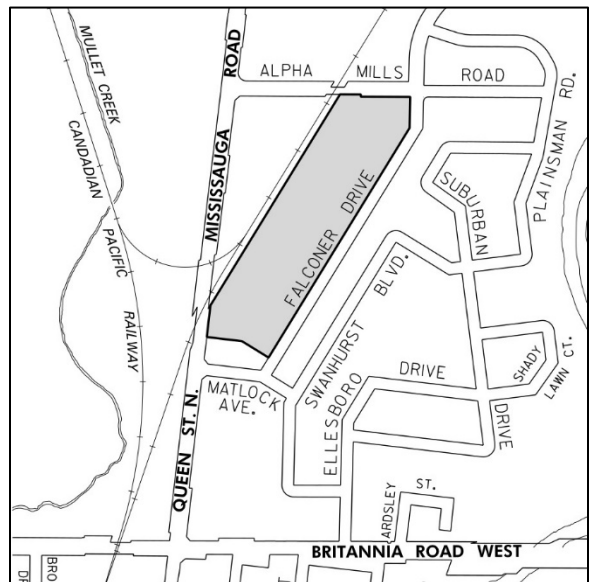 MULLET CREEK
CANDADIAN PACIFIC RAILWAY
MISSISSAUGA ROAD
ALPHA MILLS ROAD
PLAINSMAN RD.
SUBURBAN
FALCONER DRIVE
SWANHURST BLVD.
ELLESBORO DRIVE
DRIVE
SHADY
LAWN CT.
MATLOCK
AVE.
QUEEN ST. N.
ARDSLEY
ST.
BRITANNIA ROAD WEST